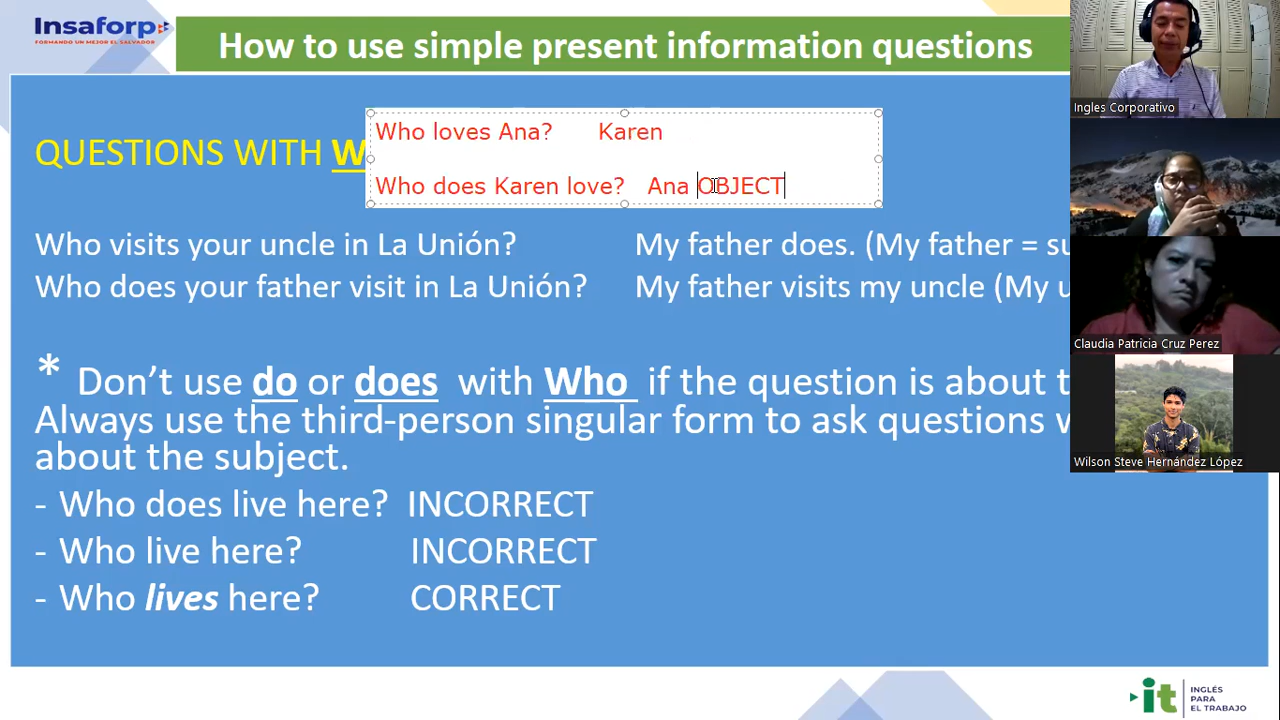 Insaforp
FORMANDO UN MEJOR EL SALVADOR
How to use simple present information questions
Who loves Ana? Karen
QUESTIONS WITH W
Who does Karen love? Ana OBJECT
Who visits your uncle in La Unión? My father does. (My father = su
Who does your father visit in La Unión? My father visits my uncle (My u
* Don't use do or does with Who if the question is about t
Always use the third-person singular form to ask questions w
about the subject.
- Who does live here? INCORRECT
- Who live here? INCORRECT
- Who lives here? CORRECT
Ingles Corporativo
Claudia Patricia Cruz Perez
Wilson Steve Hernández López
it
INGLÉS
PARA
EL TRABAJO